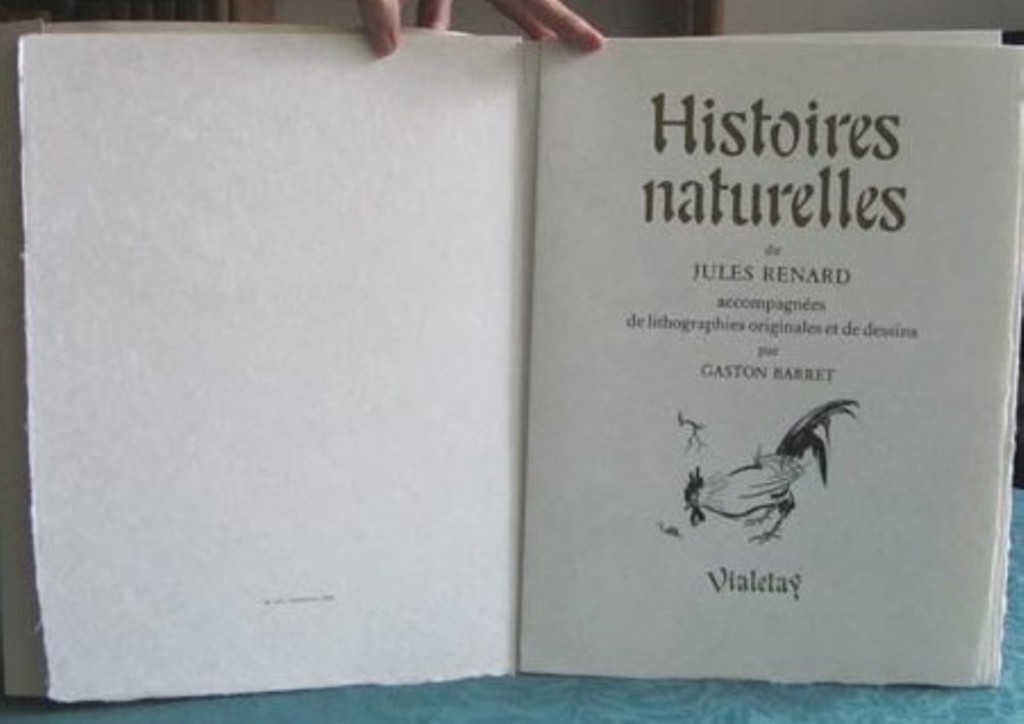 Histoires
naturelles
de
JULES RENARD
accompagnées
de lithographies originales et de dessins
par
GASTON BARRET
Vialetay